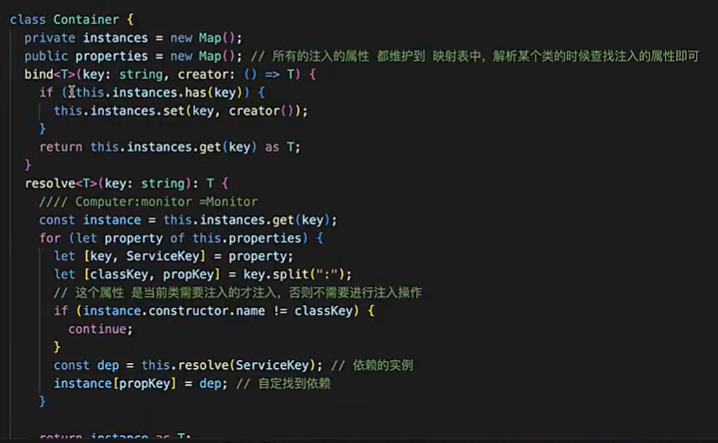 class Container {
private instances = new Map();
public properties = new Map(); // 所有的注入的属性 都维护到 映射表中，解析某个类的时候查找注入的属性即可
bind<T>(key: string, creator: () => T) {
if (!this.instances.has(key)) {
this.instances.set(key, creator());
}
return this.instances.get(key) as T;
}
resolve<T>(key: string): T {
//// Computer:monitor =Monitor
const instance = this.instances.get(key);
for (let property of this.properties) {
let [key, ServiceKey] = property;
let [classKey, propKey] = key.split(":");
// 这个属性 是当前类需要注入的才注入，否则不需要进行注入操作
if (instance.constructor.name != classKey) {
continue;
}
const dep = this.resolve(ServiceKey); // 依赖的实例
instance[propKey] = dep; // 自定找到依赖
}
return instance as T;